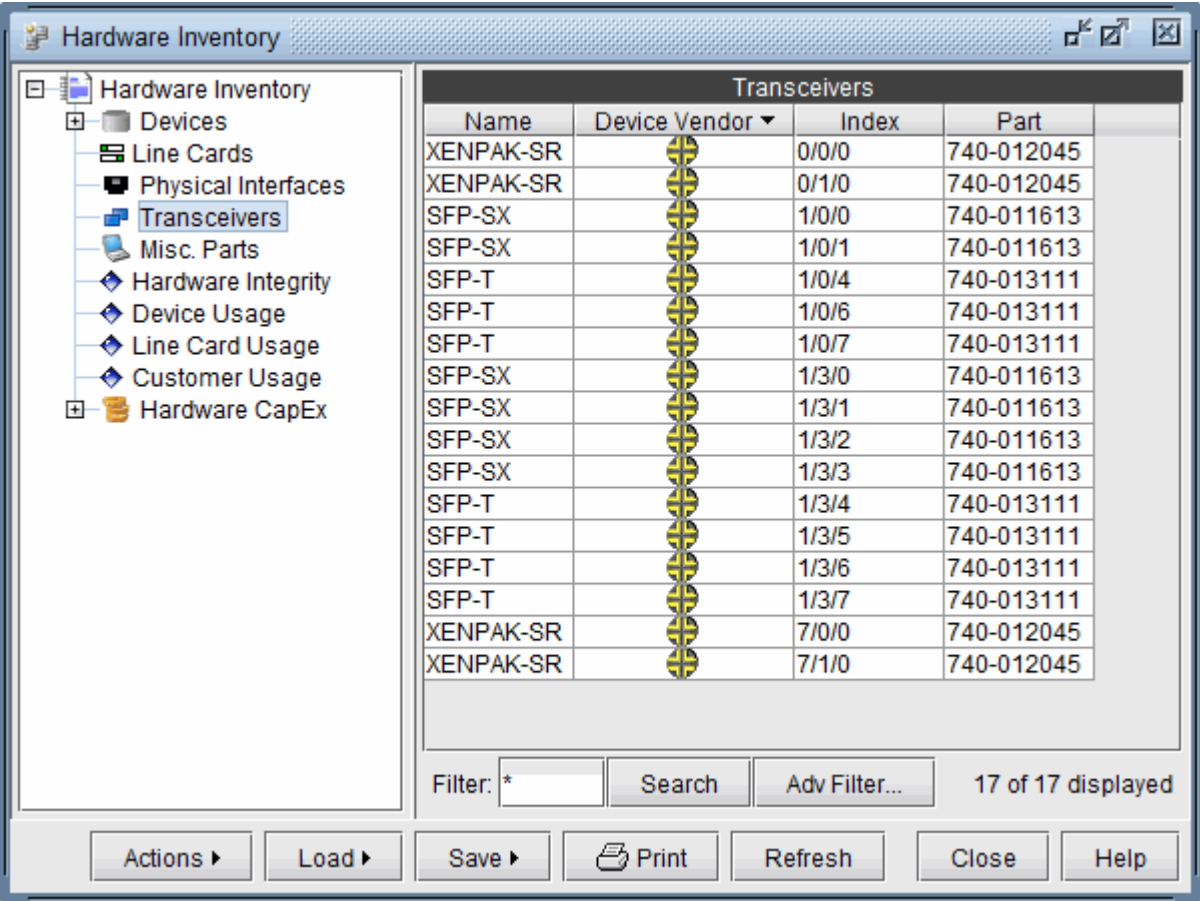 Hardware Inventory
Hardware Inventory
Devices
Line Cards
Physical Interfaces
Transceivers
Misc. Parts
Hardware Integrity
Device Usage
Line Card Usage
Customer Usage
Hardware CapEx
Transceivers
Name Device Vendor Index Part
XENPAK-SR 0/0/0 740-012045
XENPAK-SR 0/1/0 740-012045
SFP-SX 1/0/0 740-011613
SFP-SX 1/0/1 740-011613
SFP-T 1/0/4 740-013111
SFP-T 1/0/6 740-013111
SFP-T 1/0/7 740-013111
SFP-SX 1/3/0 740-011613
SFP-SX 1/3/1 740-011613
SFP-SX 1/3/2 740-011613
SFP-SX 1/3/3 740-011613
SFP-T 1/3/4 740-013111
SFP-T 1/3/5 740-013111
SFP-T 1/3/6 740-013111
SFP-T 1/3/7 740-013111
XENPAK-SR 7/0/0 740-012045
XENPAK-SR 7/1/0 740-012045
Filter: * Search Adv Filter... 17 of 17 displayed
Actions Load Save Print Refresh Close Help